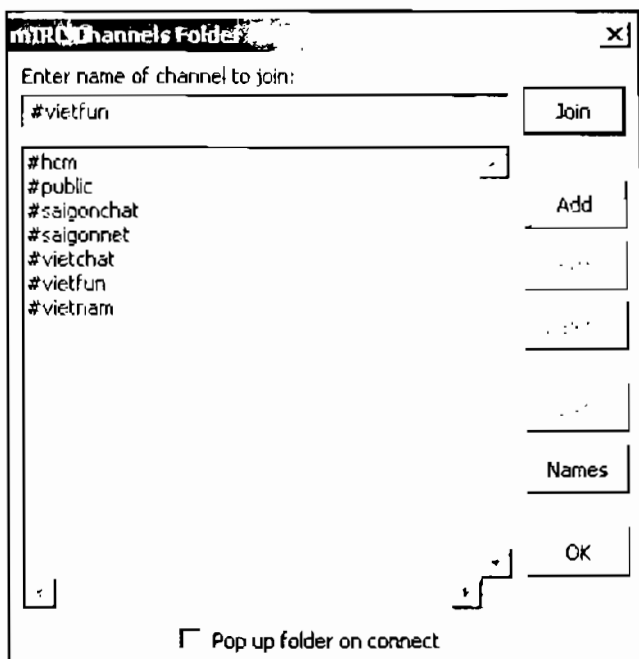 mIRC Channels Folder
Enter name of channel to join:
#vietfun
Join
#hcm
#public
#saigonchat
#saigonnet
#vietchat
#vietfun
#vietnam
Add
Names
OK
Pop up folder on connect